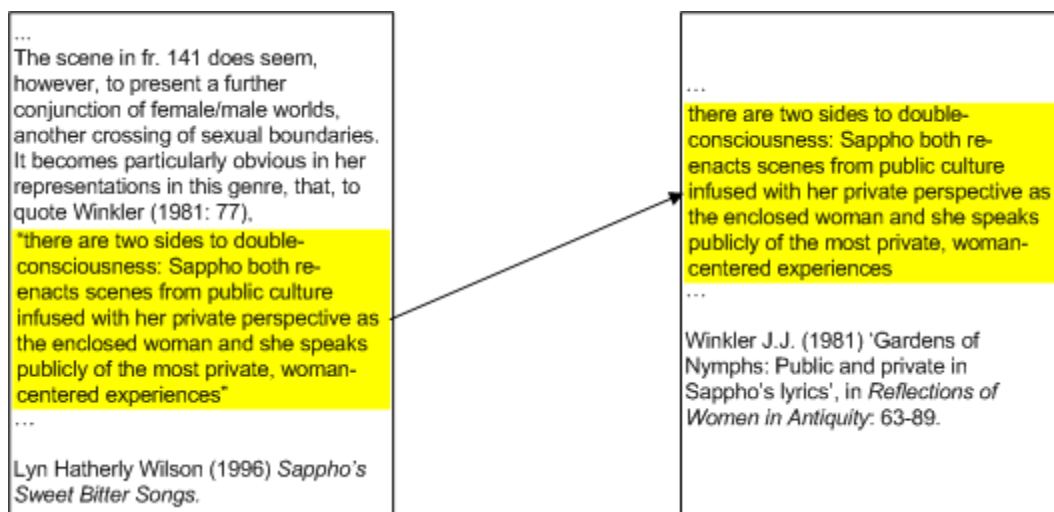 ...
The scene in fr. 141 does seem,
however, to present a further
conjunction of female/male worlds,
another crossing of sexual boundaries.
It becomes particularly obvious in her
representations in this genre, that, to
quote Winkler (1981: 77),
"there are two sides to double-
consciousness: Sappho both re-
enacts scenes from public culture
infused with her private perspective as
the enclosed woman and she speaks
publicly of the most private, woman-
centered experiences"
...
Lyn Hatherly Wilson (1996) Sappho's
Sweet Bitter Songs.
...
there are two sides to double-
consciousness: Sappho both re-
enacts scenes from public culture
infused with her private perspective as
the enclosed woman and she speaks
publicly of the most private, woman-
centered experiences
...
Winkler J.J. (1981) 'Gardens of
Nymphs: Public and private in
Sappho's lyrics', in Reflections of
Women in Antiquity: 63-89.